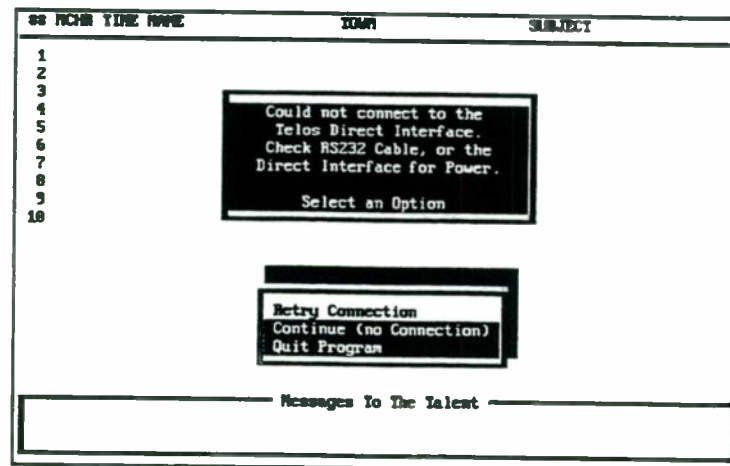 ## MCHR TIME NAME TOWN SUBJECT
1
2
3
4
5
6
7
8
9
10
Could not connect to the
Telos Direct Interface.
Check RS232 Cable, or the
Direct Interface for Power.
Select an Option
Retry Connection
Continue (no Connection)
Quit Program
Messages To The Talent